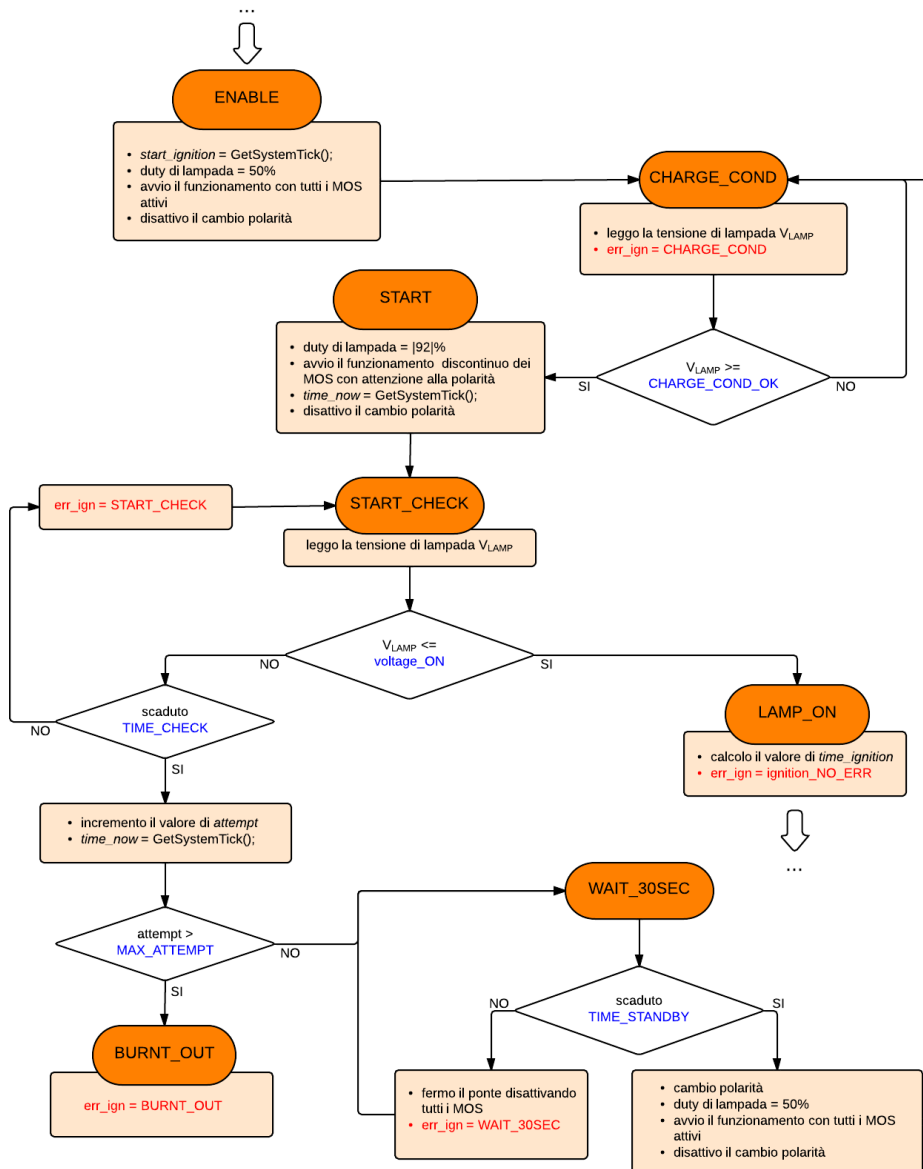 ...
ENABLE
• start_ignition = GetSystemTick();
• duty di lampada = 50%
• avvio il funzionamento con tutti i MOS
attivi
• disattivo il cambio polarità
CHARGE_COND
• leggo la tensione di lampada VLAMP
• err_ign = CHARGE_COND
VLAMP >=
CHARGE_COND_OK
SI
NO
START
• duty di lampada = |92|%
• avvio il funzionamento discontinuo dei
MOS con attenzione alla polarità
• time_now = GetSystemTick();
• disattivo il cambio polarità
err_ign = START_CHECK
START_CHECK
leggo la tensione di lampada VLAMP
VLAMP <=
voltage_ON
NO
SI
scaduto
TIME_CHECK
NO
SI
LAMP_ON
• calcolo il valore di time_ignition
• err_ign = ignition_NO_ERR
...
• incremento il valore di attempt
• time_now = GetSystemTick();
attempt >
MAX_ATTEMPT
NO
SI
BURNT_OUT
err_ign = BURNT_OUT
WAIT_30SEC
scaduto
TIME_STANDBY
NO
SI
• fermo il ponte disattivando
tutti i MOS
• err_ign = WAIT_30SEC
• cambio polarità
• duty di lampada = 50%
• avvio il funzionamento con tutti i MOS
attivi
• disattivo il cambio polarità